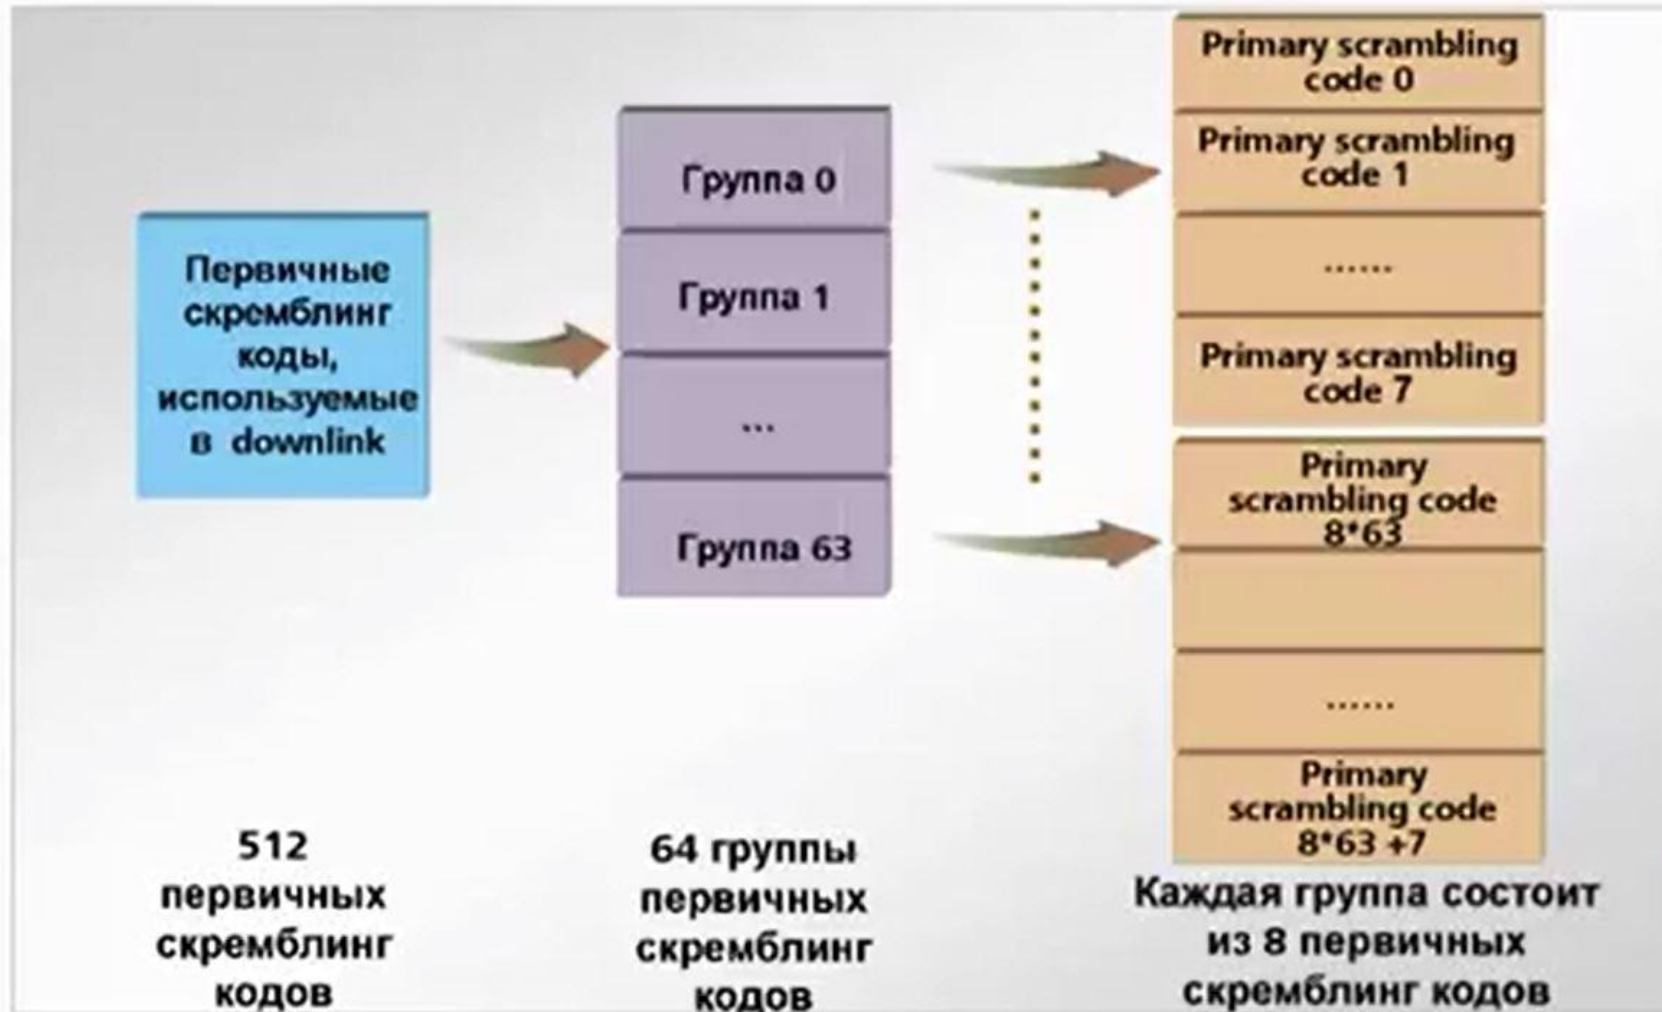 Первичные
скремблинг
коды,
используемые
в downlink
Группа 0
Группа 1
...
Группа 63
Primary scrambling
code 0
Primary scrambling
code 1
......
Primary scrambling
code 7
Primary
scrambling code
8*63
......
Primary
scrambling code
8*63 +7
512
первичных
скремблинг
кодов
64 группы
первичных
скремблинг
кодов
Каждая группа состоит
из 8 первичных
скремблинг кодов